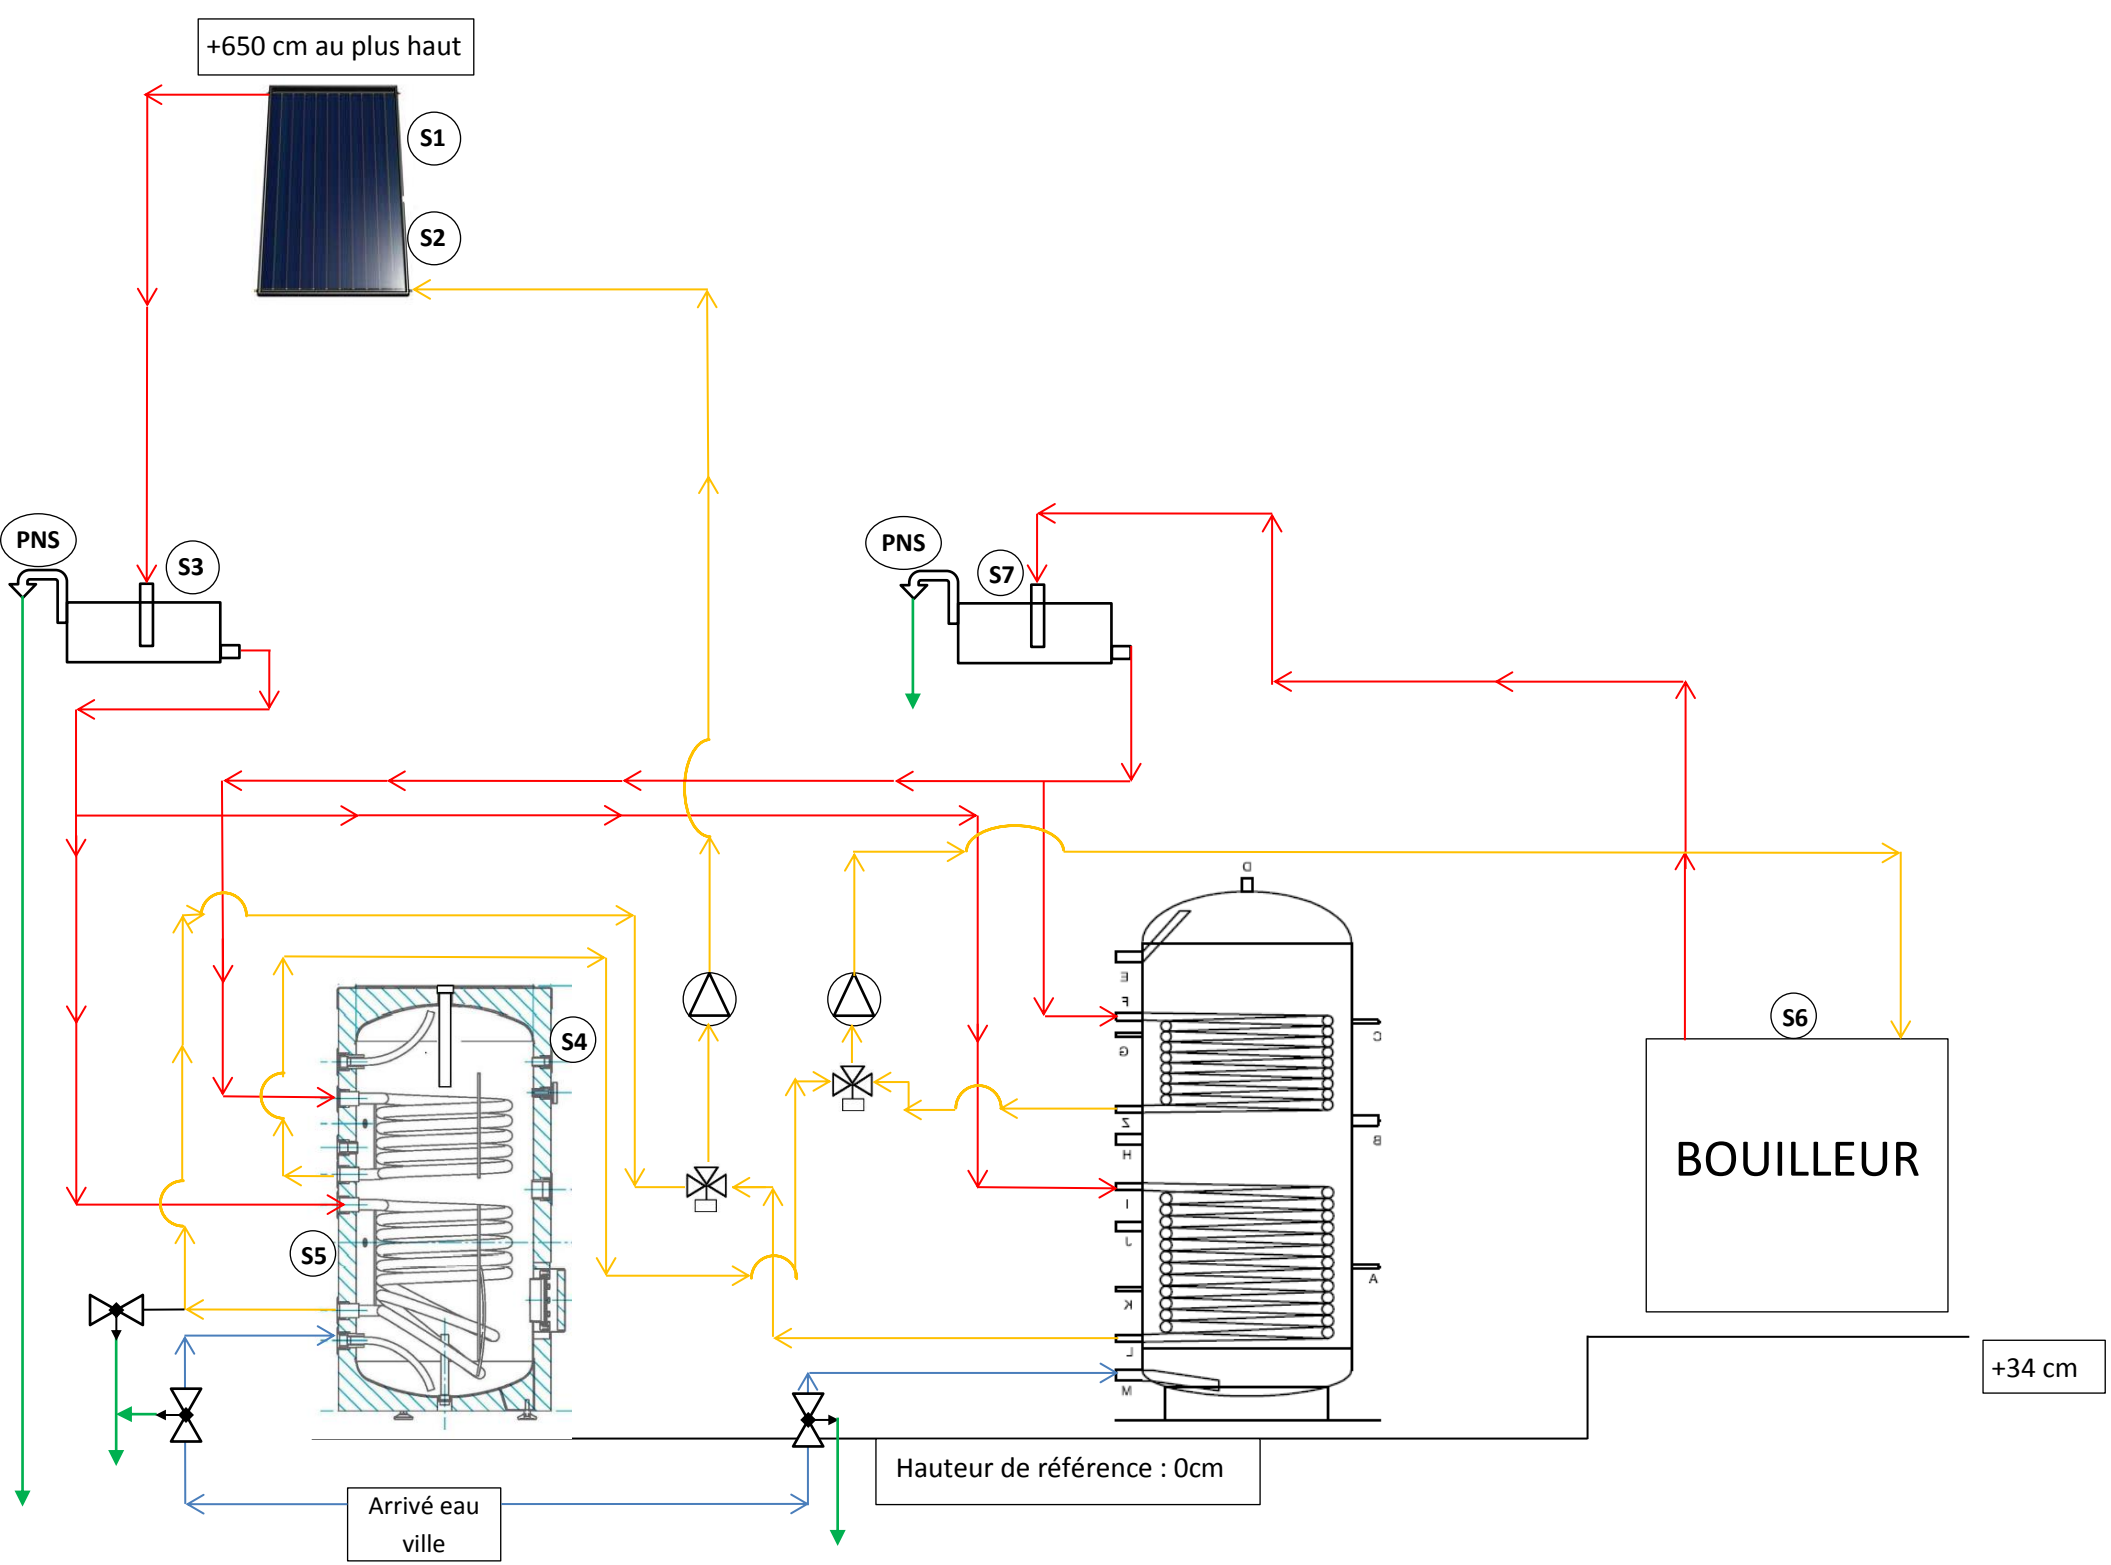 +650 cm au plus haut
S1
S2
PNS
S3
PNS
S7
D
E
F
G
C
S4
S6
Z
H
B
BOUILLEUR
I
J
S5
A
K
L
M
+34 cm
Hauteur de référence : 0cm
Arrivé eau
ville